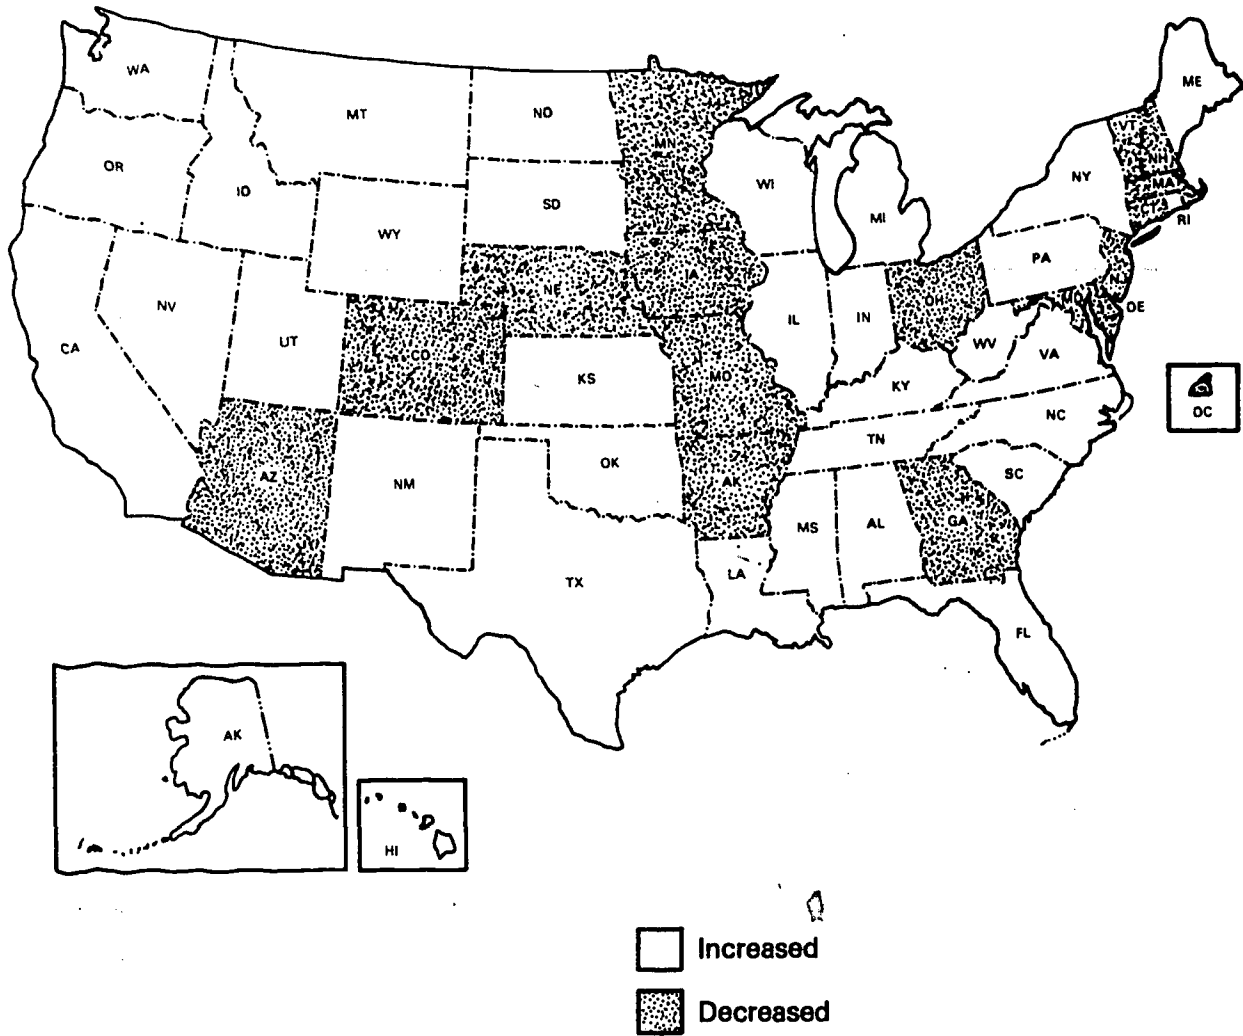 WA
MT
ND
MN
ME
OR
ID
SD
WI
MI
NY
VT
NH
MA
CT
RI
WY
NE
IA
PA
NJ
NV
UT
CO
IL
IN
OH
MD
DE
CA
KS
MO
KY
WV
VA
DC
AZ
NM
OK
AK
TN
NC
SC
MS
AL
GA
TX
LA
FL
AK
HI
Increased
Decreased